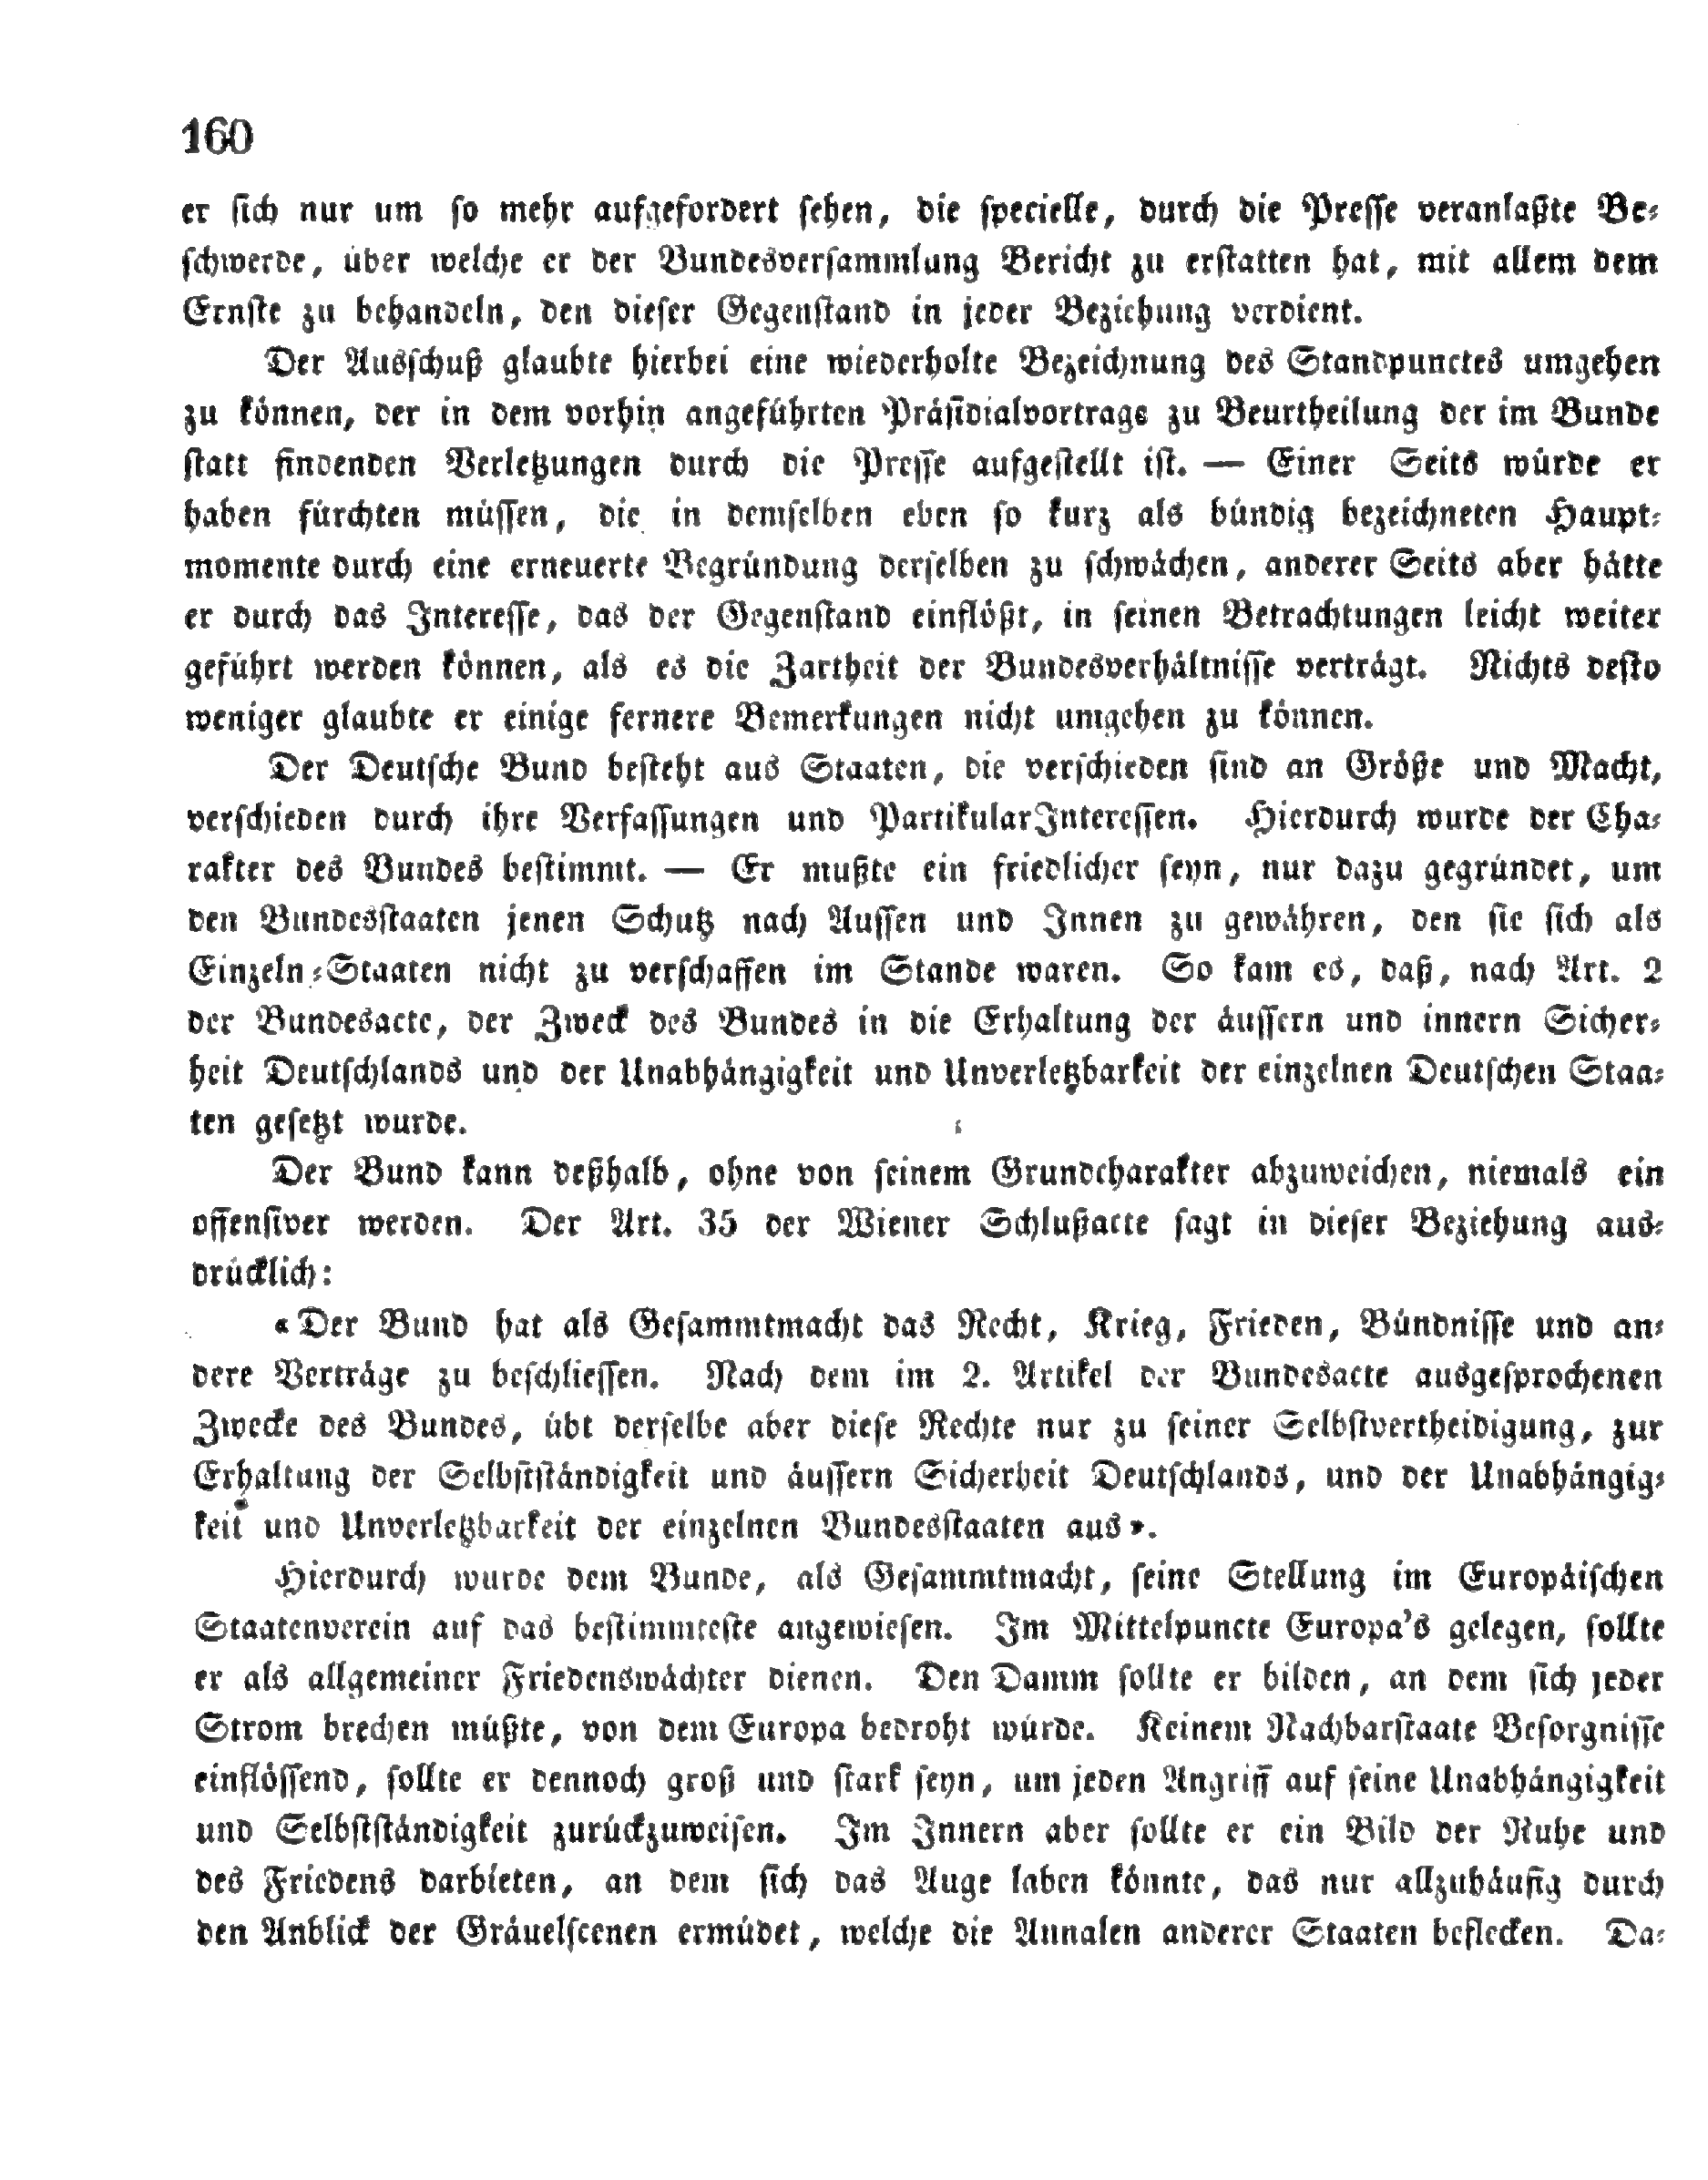 160
er sich nur um so mehr aufgefordert sehen, die specielle, durch die Presse veranlaßte Be-
schwerde, über welche er der Bundesversammlung Bericht zu erstatten hat, mit allem dem
Ernste zu behandeln, den dieser Gegenstand in jeder Beziehung verdient.
Der Ausschuß glaubte hierbei eine wiederholte Bezeichnung des Standpunctes umgehen
zu können, der in dem vorhin angeführten Präsidialvortrage zu Beurtheilung der im Bunde
statt findenden Verletzungen durch die Presse aufgestellt ist. — Einer Seits würde er
haben fürchten müssen, die in demselben eben so kurz als bündig bezeichneten Haupt-
momente durch eine erneuerte Begründung derselben zu schwächen, anderer Seits aber hätte
er durch das Interesse, das der Gegenstand einflößt, in seinen Betrachtungen leicht weiter
geführt werden können, als es die Zartheit der Bundesverhältnisse verträgt. Nichts desto
weniger glaubte er einige fernere Bemerkungen nicht umgehen zu können.
Der Deutsche Bund besteht aus Staaten, die verschieden sind an Größe und Macht,
verschieden durch ihre Verfassungen und PartikularInteressen. Hierdurch wurde der Cha-
rakter des Bundes bestimmt. — Er mußte ein friedlicher seyn, nur dazu gegründet, um
den Bundesstaaten jenen Schutz nach Aussen und Innen zu gewähren, den sie sich als
Einzeln-Staaten nicht zu verschaffen im Stande waren. So kam es, daß, nach Art. 2
der Bundesacte, der Zweck des Bundes in die Erhaltung der äussern und innern Sicher-
heit Deutschlands und der Unabhängigkeit und Unverletzbarkeit der einzelnen Deutschen Staa-
ten gesetzt wurde.
Der Bund kann deßhalb, ohne von seinem Grundcharakter abzuweichen, niemals ein
offensiver werden. Der Art. 35 der Wiener Schlußacte sagt in dieser Beziehung aus-
drücklich:
«Der Bund hat als Gesammtmacht das Recht, Krieg, Frieden, Bündnisse und an-
dere Verträge zu beschliessen. Nach dem im 2. Artikel der Bundesacte ausgesprochenen
Zwecke des Bundes, übt derselbe aber diese Rechte nur zu seiner Selbstvertheidigung, zur
Erhaltung der Selbstständigkeit und äussern Sicherheit Deutschlands, und der Unabhängig-
keit und Unverletzbarkeit der einzelnen Bundesstaaten aus».
Hierdurch wurde dem Bunde, als Gesammtmacht, seine Stellung im Europäischen
Staatenverein auf das bestimmteste angewiesen. Im Mittelpuncte Europa's gelegen, sollte
er als allgemeiner Friedenswächter dienen. Den Damm sollte er bilden, an dem sich jeder
Strom brechen müßte, von dem Europa bedroht würde. Keinem Nachbarstaate Besorgnisse
einflössend, sollte er dennoch groß und stark seyn, um jeden Angriff auf seine Unabhängigkeit
und Selbstständigkeit zurückzuweisen. Im Innern aber sollte er ein Bild der Ruhe und
des Friedens darbieten, an dem sich das Auge laben könnte, das nur allzuhäufig durch
den Anblick der Gräuelscenen ermüdet, welche die Annalen anderer Staaten beflecken. Da-